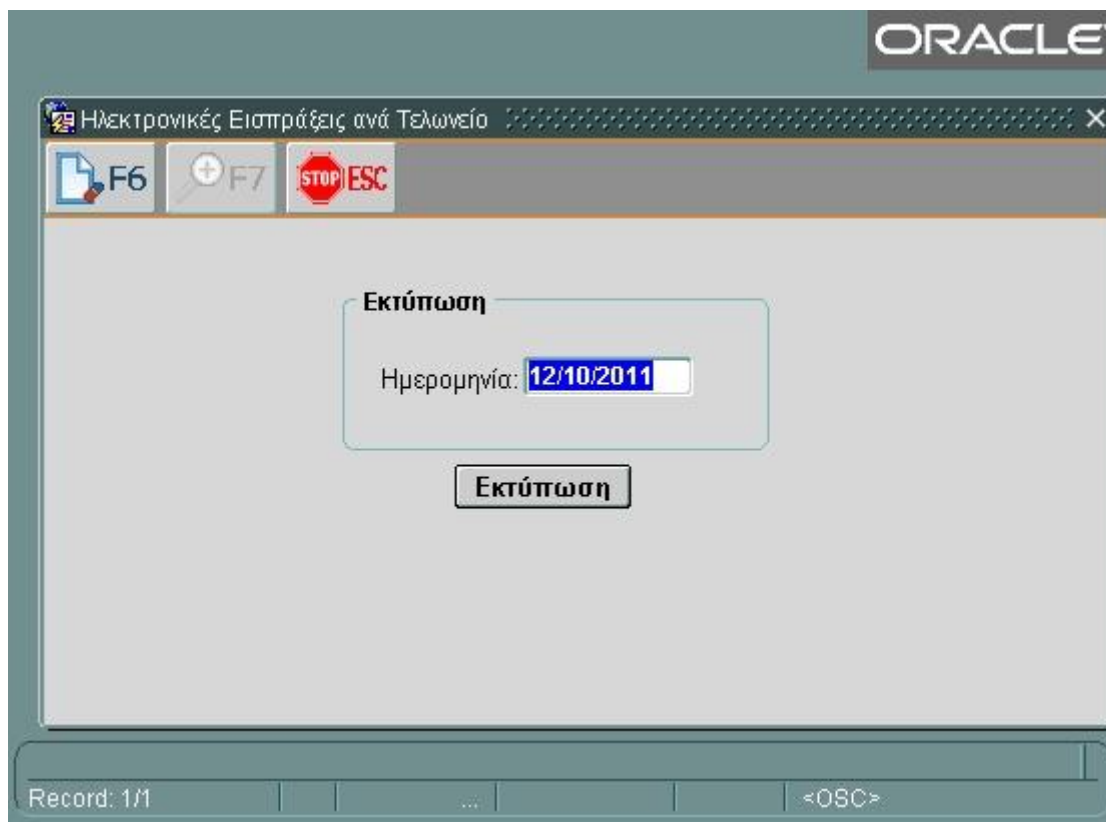 ORACLE
Ηλεκτρονικές Εισπράξεις ανά Τελωνείο
F6 F7 STOP ESC
Εκτύπωση
Ημερομηνία: 12/10/2011
Εκτύπωση
Record: 1/1 ... <OSC>